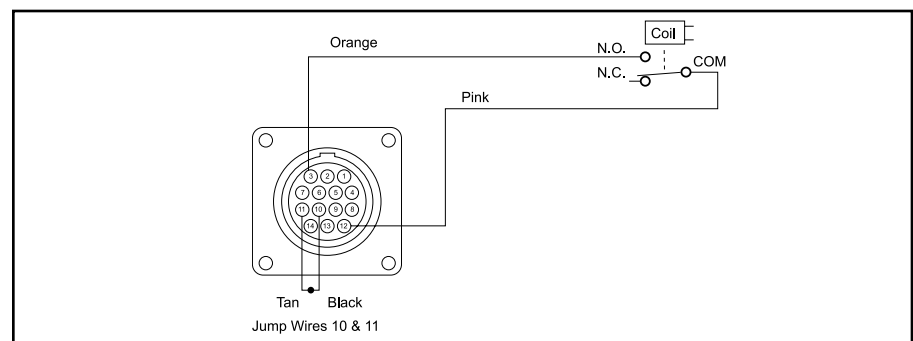 Coil
Orange
N.O.
COM
N.C.
Pink
3 2 1
7 6 5 4
11 10 9 8
14 13 12
Tan Black
Jump Wires 10 & 11